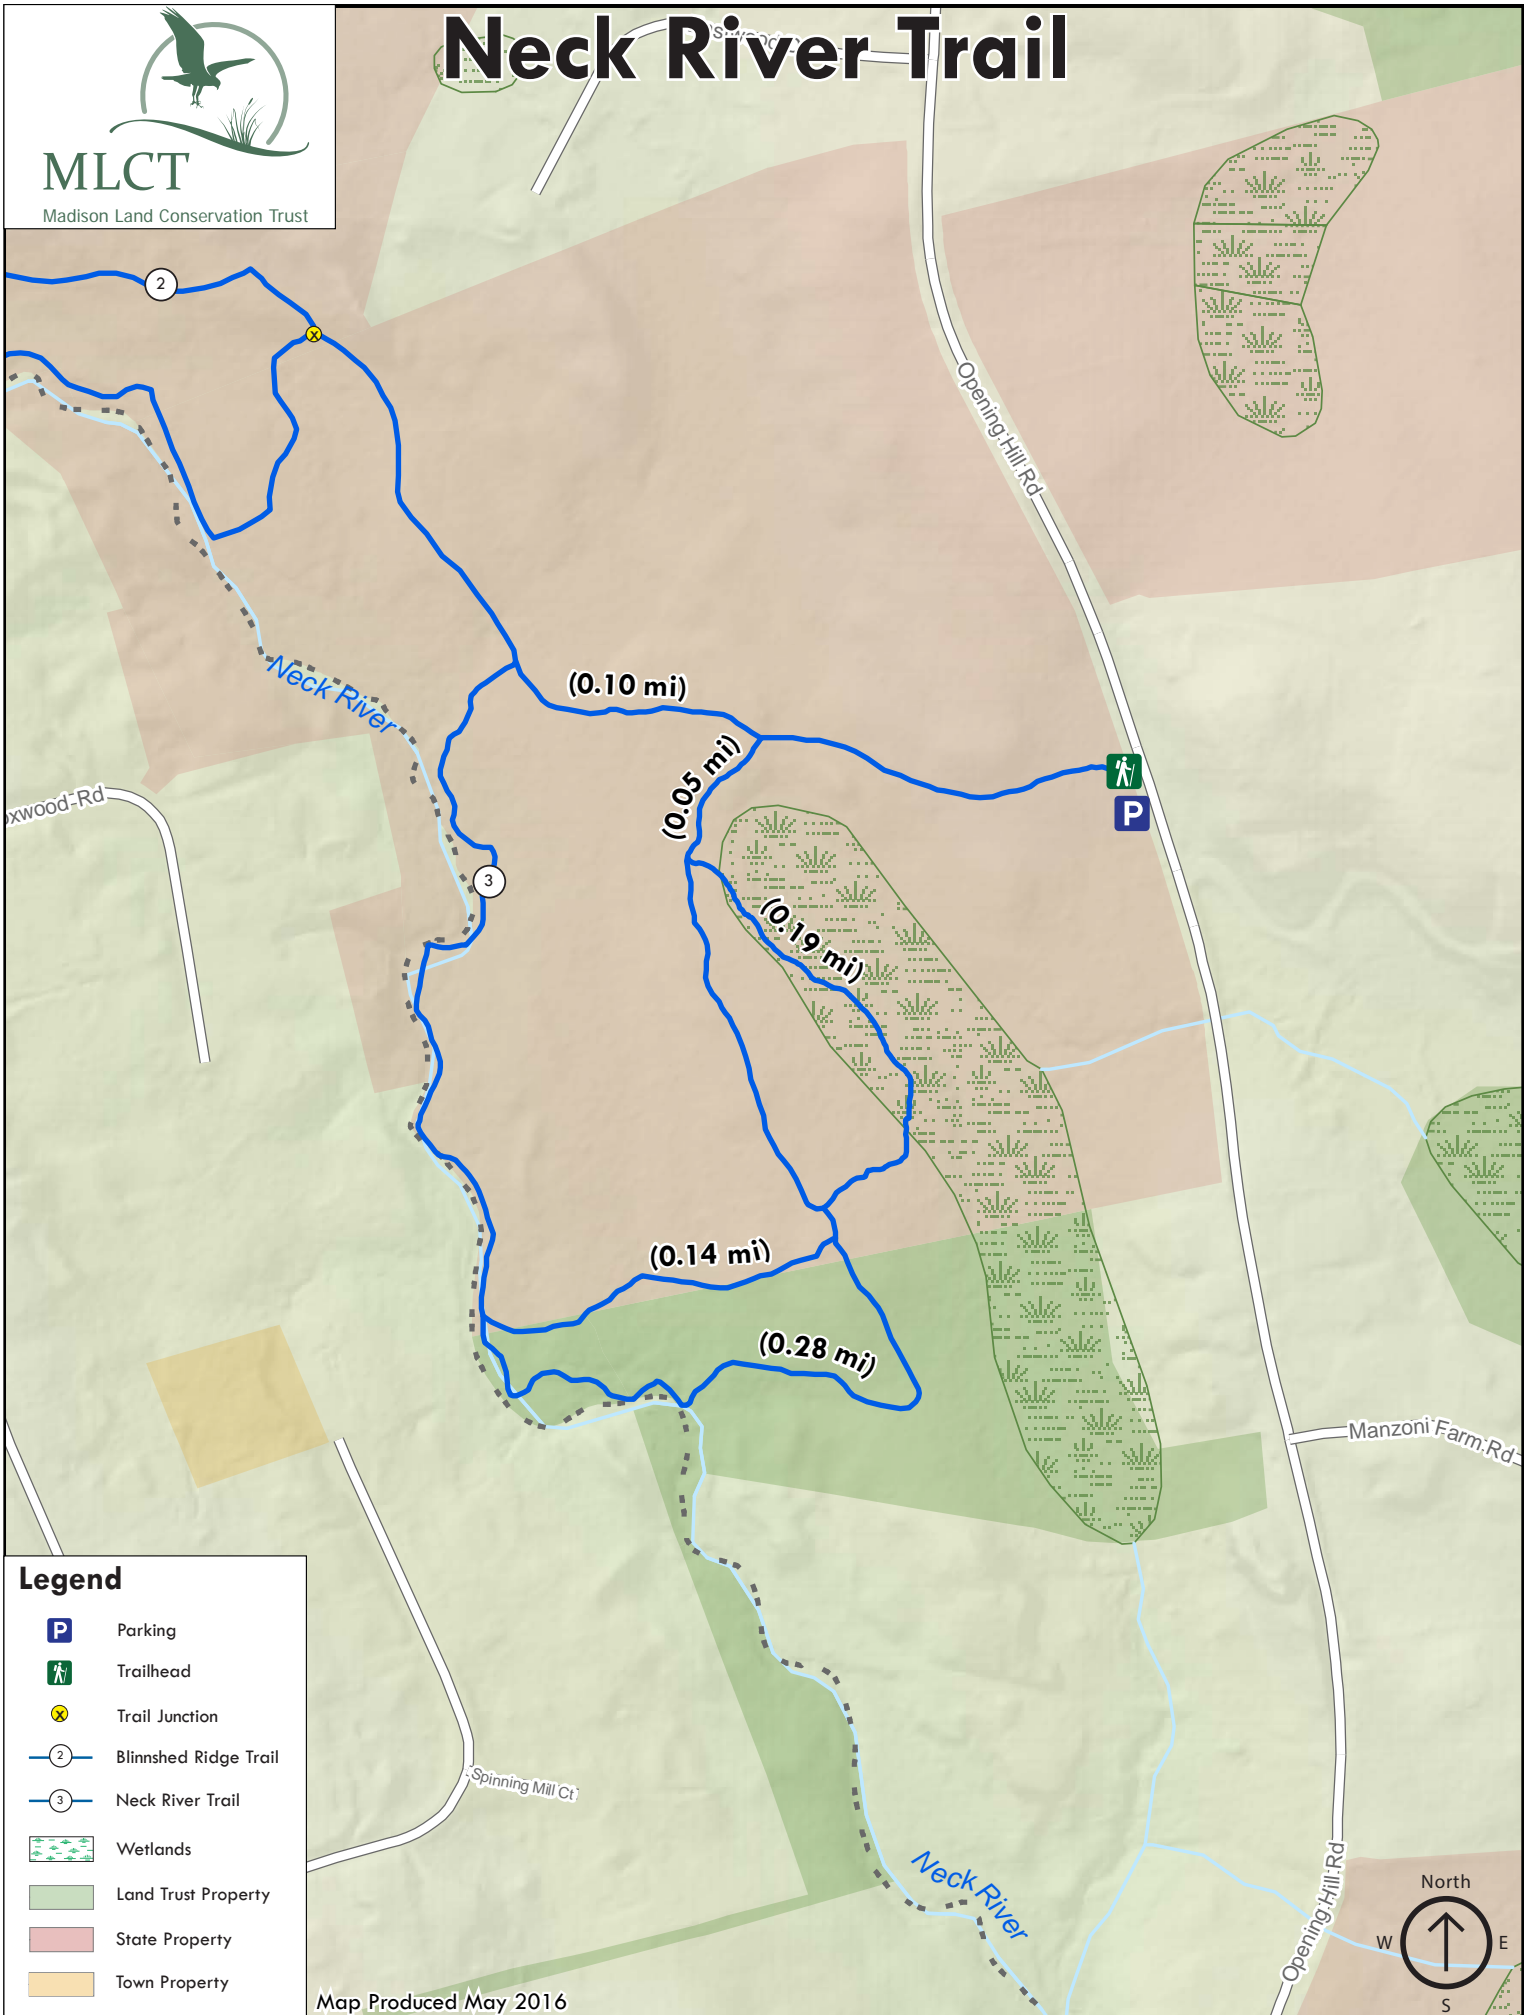 Neck River Trail
MLCT
Madison Land Conservation Trust
2
X
Opening Hill Rd
Neck River
(0.10 mi)
(0.05 mi)
P
3
(0.19 mi)
(0.14 mi)
(0.28 mi)
Manzoni Farm Rd
Spinning Mill Ct
Neck River
Opening Hill Rd
Legend
P Parking
Trailhead
X Trail Junction
2 Blinnshed Ridge Trail
3 Neck River Trail
Wetlands
Land Trust Property
State Property
Town Property
Map Produced May 2016
North
W E
S